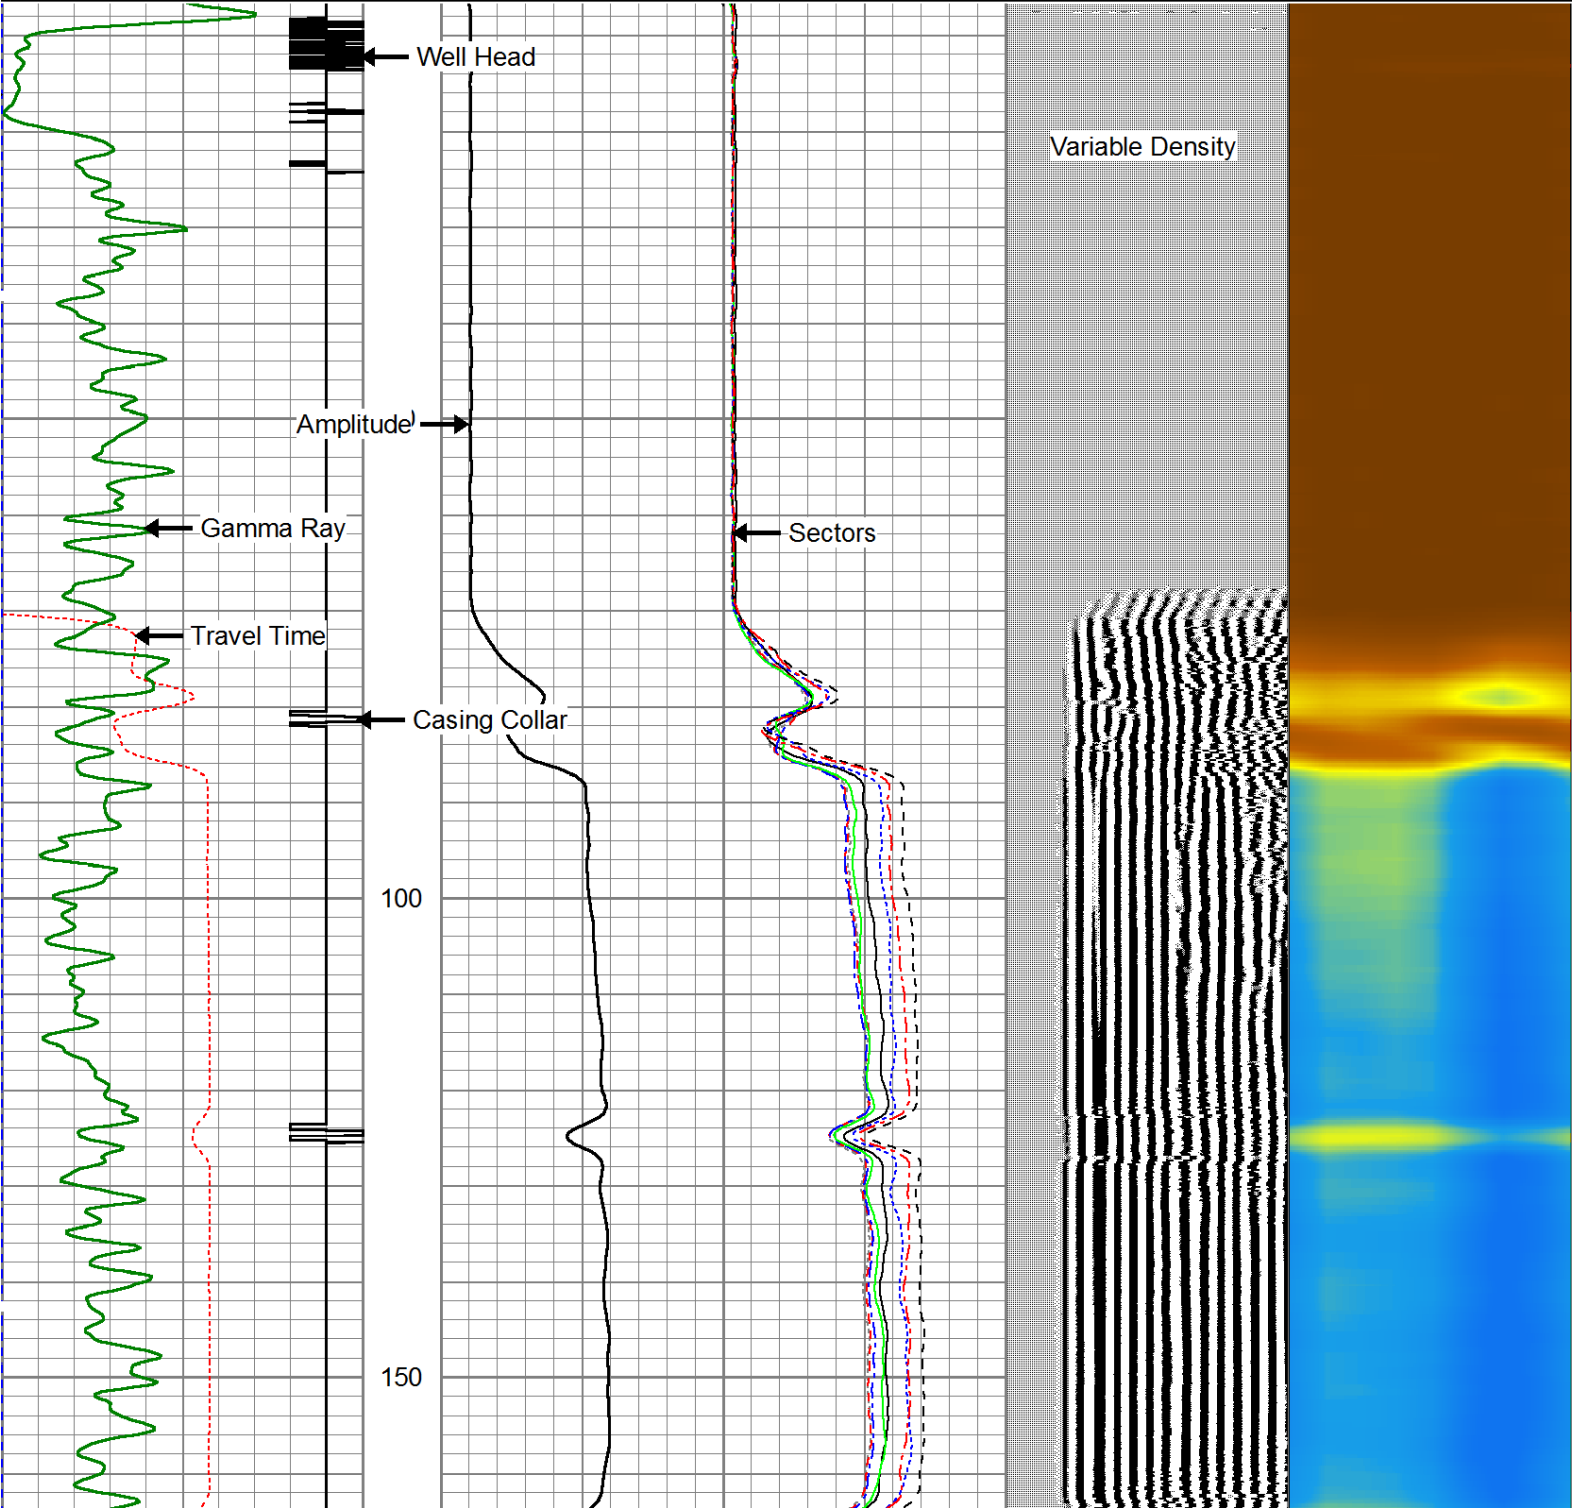 Well Head
Variable Density
Amplitude)
Gamma Ray
Sectors
Travel Time
Casing Collar
100
150